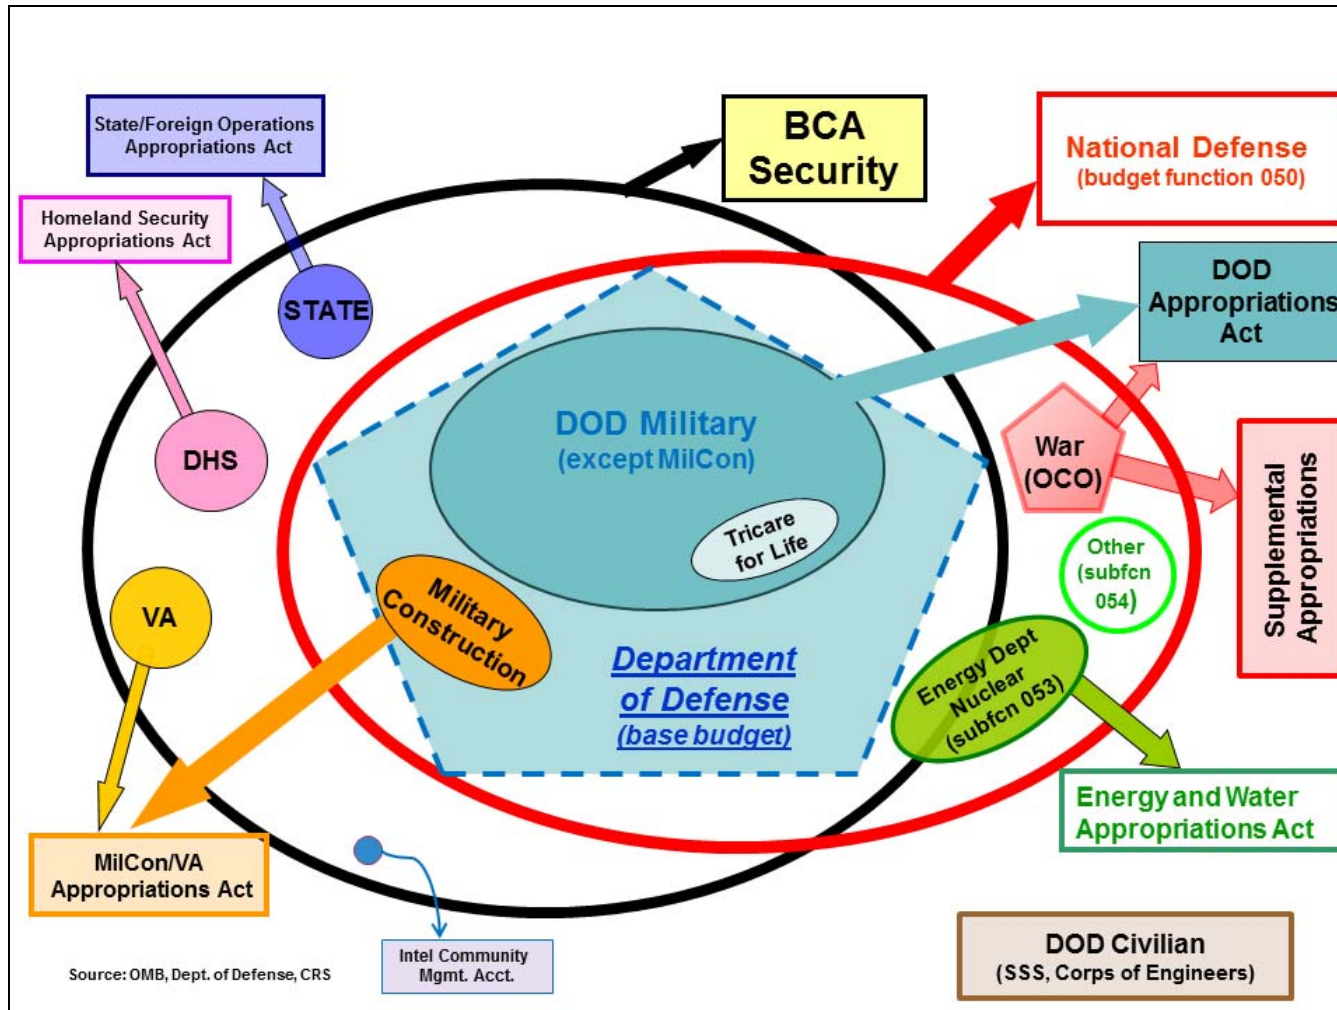 State/Foreign Operations
Appropriations Act
BCA
Security
National Defense
(budget function 050)
Homeland Security
Appropriations Act
DOD
Appropriations
Act
STATE
DHS
VA
DOD Military
(except MilCon)
Tricare
for Life
War
(OCO)
Supplemental
Appropriations
Other
(subfcn
054)
Military
Construction
Department
of Defense
(base budget)
Energy Dept
Nuclear
(subfcn 053)
Energy and Water
Appropriations Act
MilCon/VA
Appropriations Act
Intel Community
Mgmt. Acct.
DOD Civilian
(SSS, Corps of Engineers)
Source: OMB, Dept. of Defense, CRS